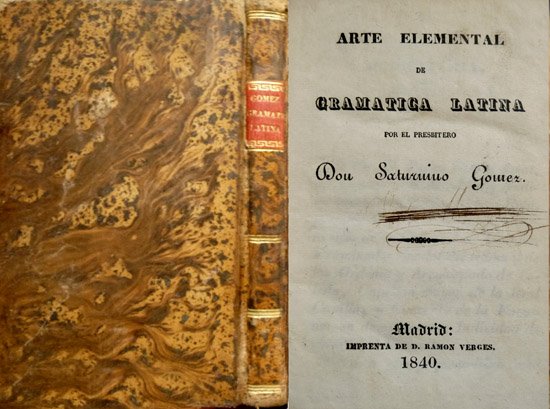 GOMEZ
GRAMAT
LATINA
ARTE ELEMENTAL
DE
GRAMATICA LATINA
POR EL PRESBITERO
Don Saturnino Gomez.
Madrid:
IMPRENTA DE D. RAMON VERGES.
1840.